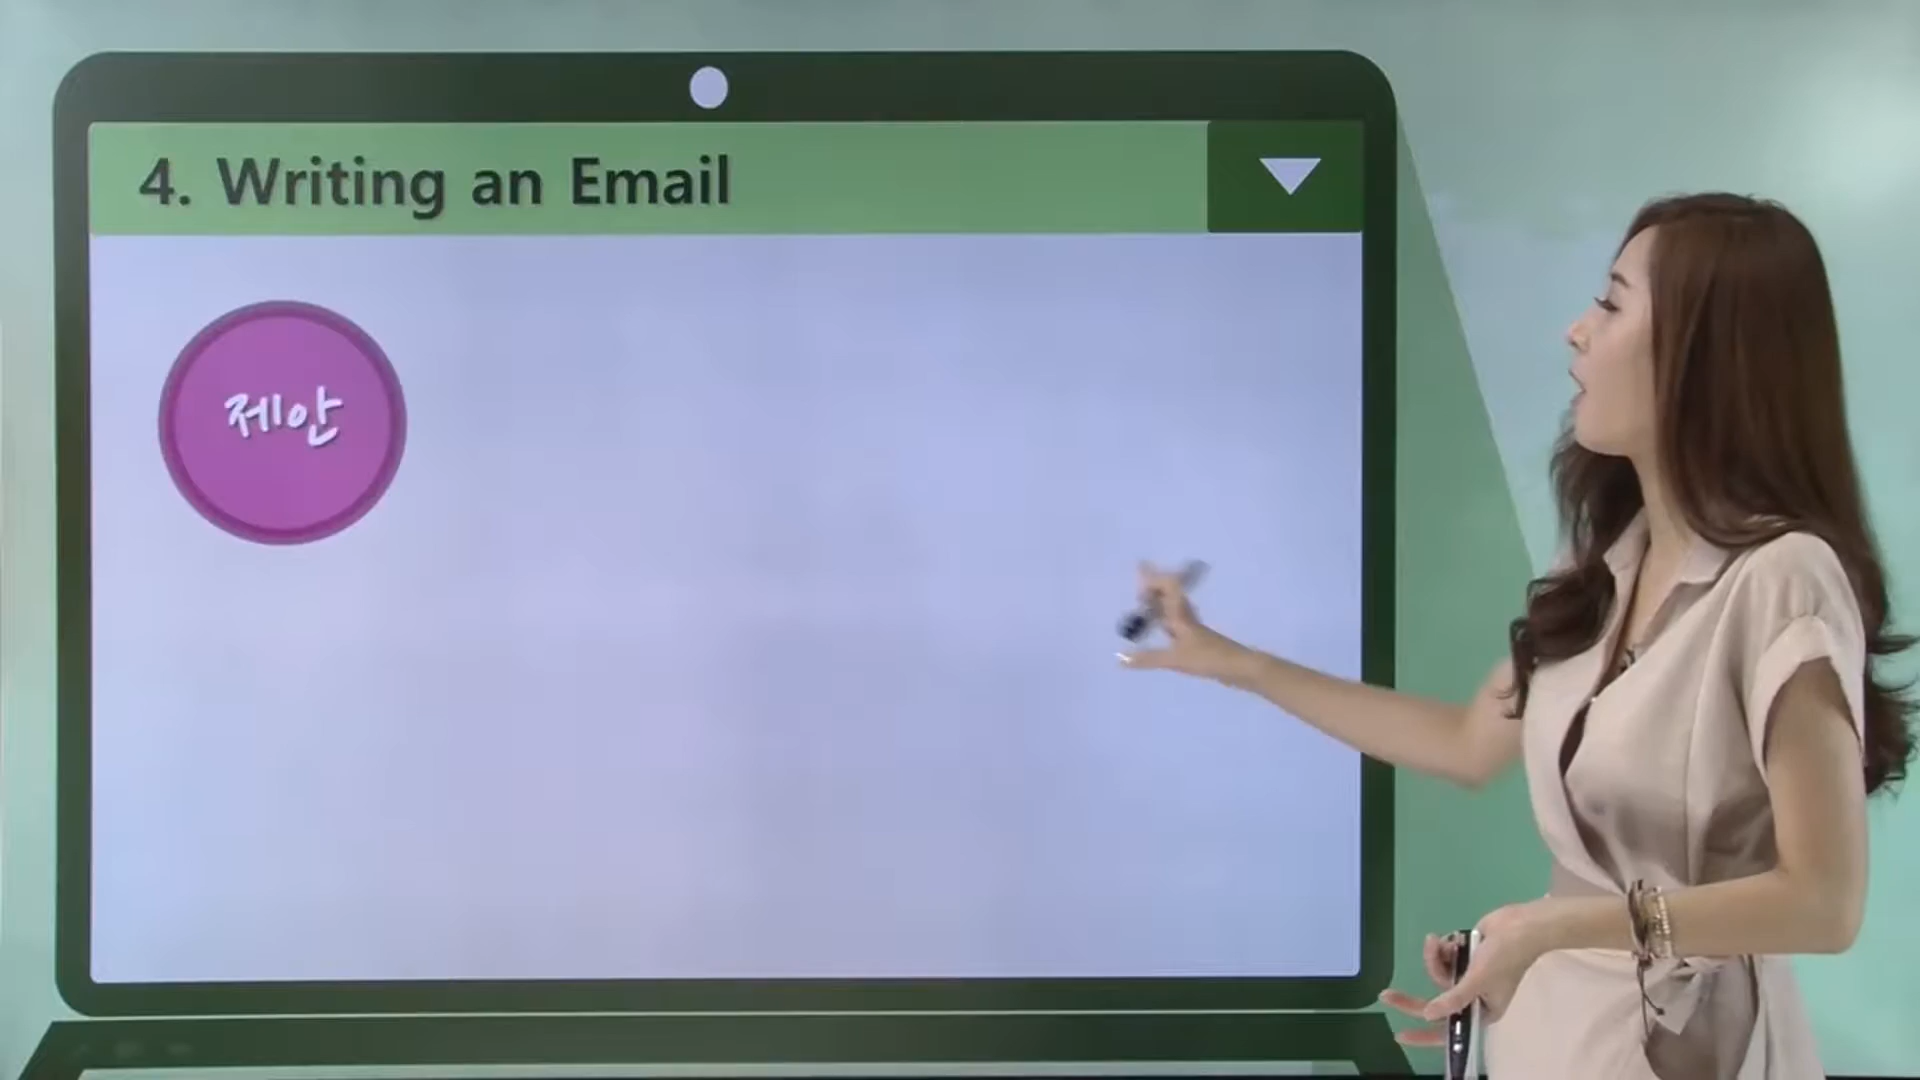 4. Writing an Email
제안